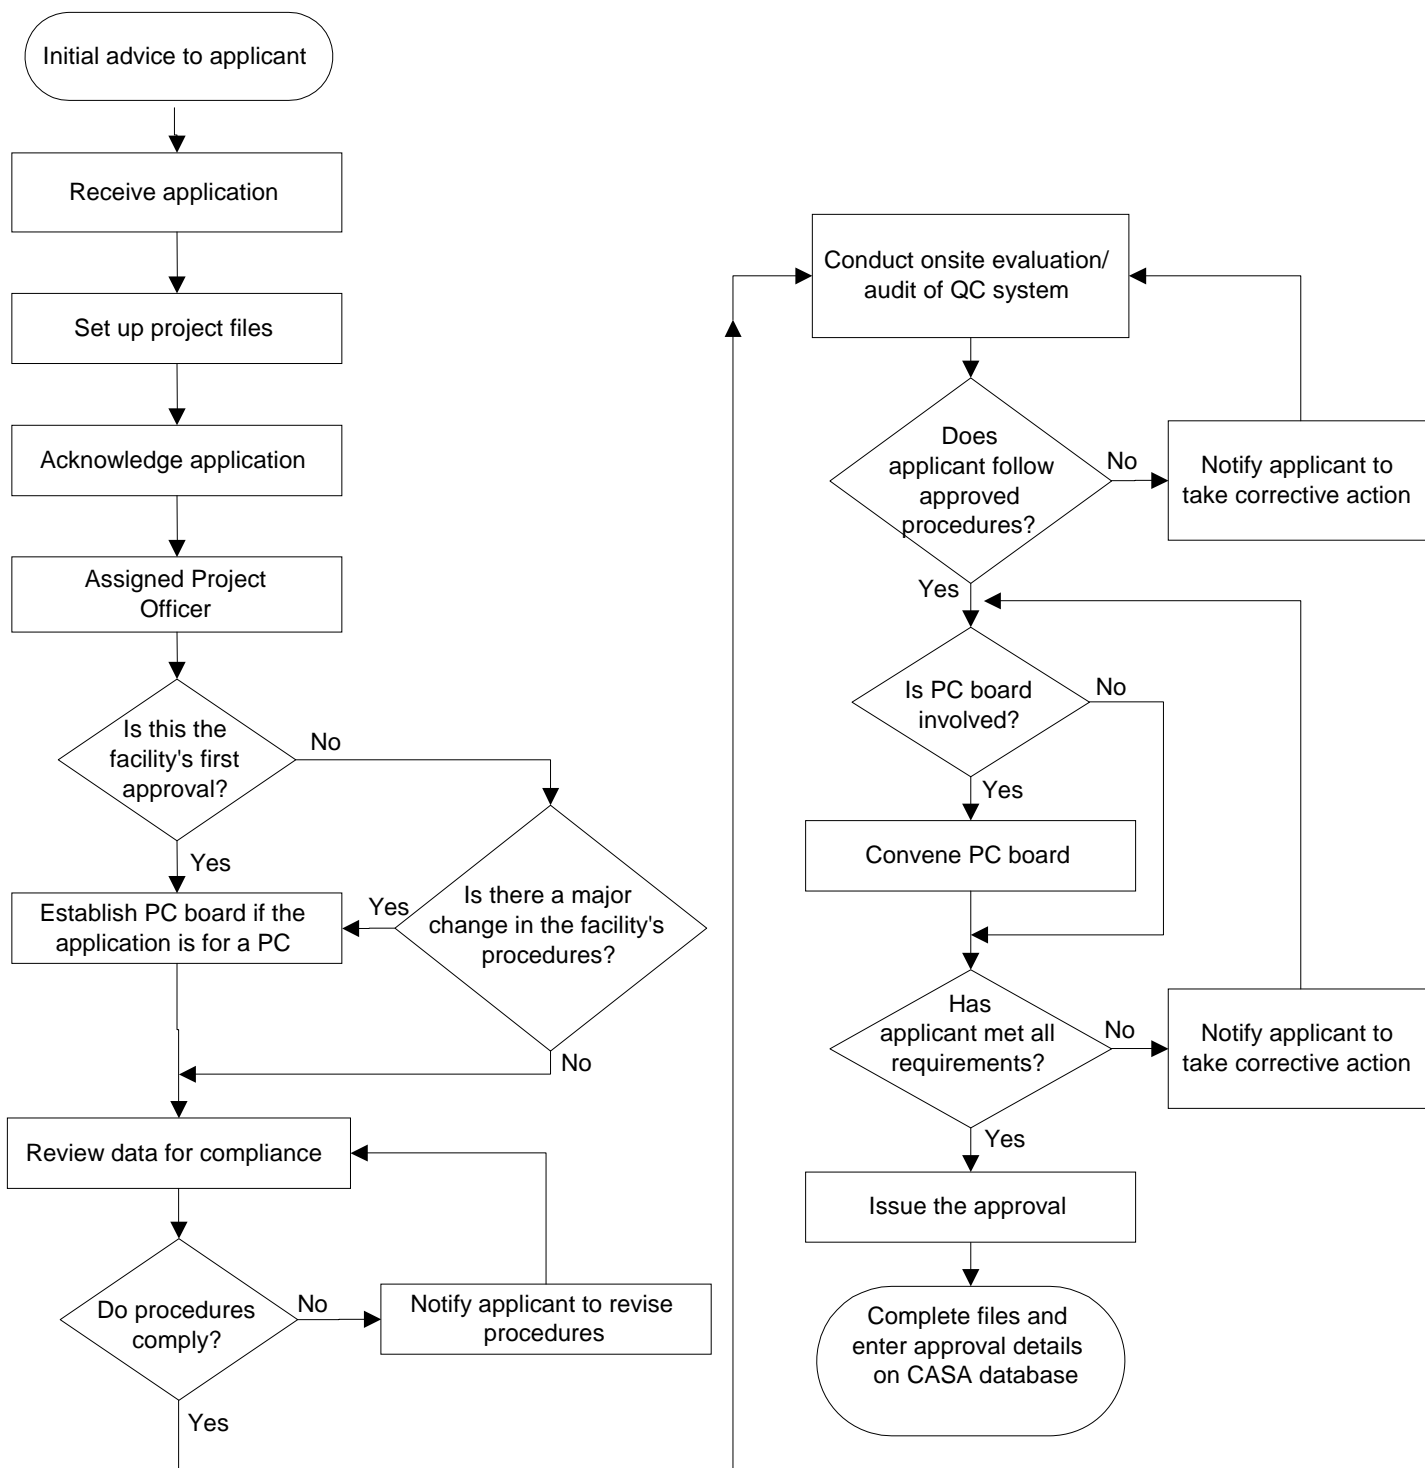 Initial advice to applicant
Receive application
Set up project files
Acknowledge application
Assigned Project
Officer
Is this the
facility's first
approval?
No
Yes
Establish PC board if the
application is for a PC
Yes
Is there a major
change in the facility's
procedures?
No
Review data for compliance
Do procedures
comply?
No
Notify applicant to revise
procedures
Yes
Conduct onsite evaluation/
audit of QC system
Does
applicant follow
approved
procedures?
No
Notify applicant to
take corrective action
Yes
Is PC board
involved?
No
Yes
Convene PC board
Has
applicant met all
requirements?
No
Notify applicant to
take corrective action
Yes
Issue the approval
Complete files and
enter approval details
on CASA database